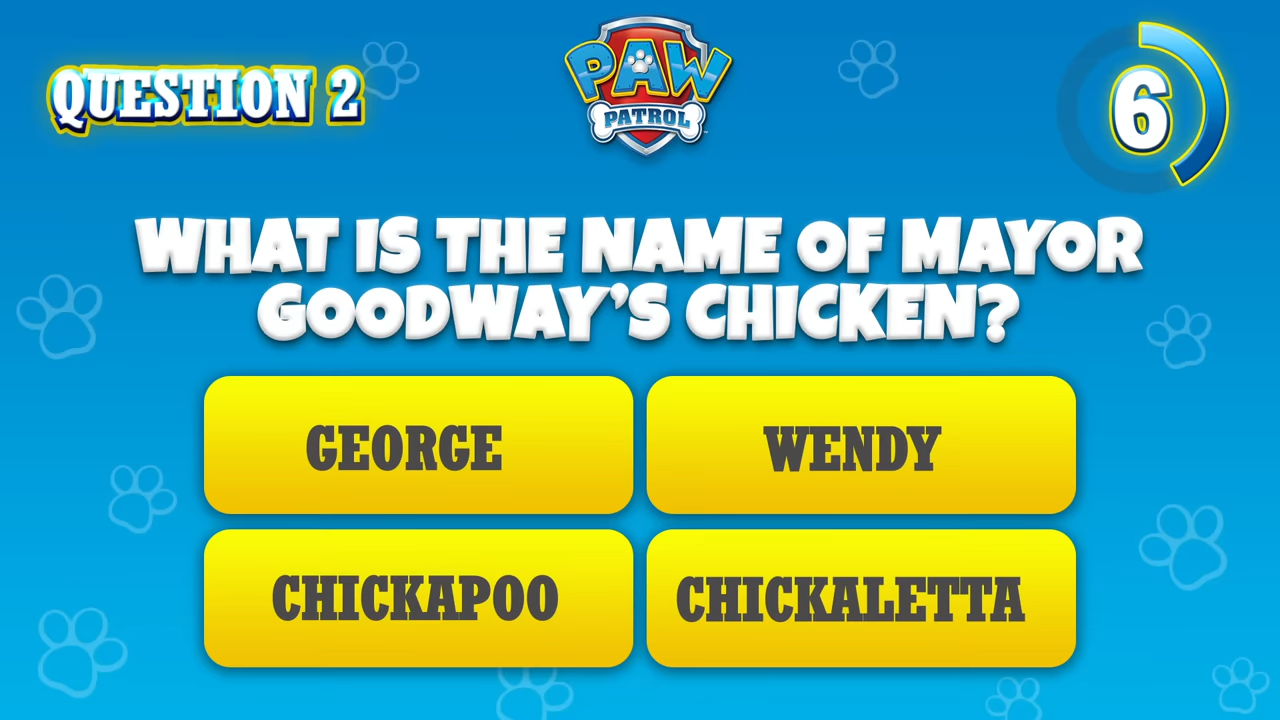 QUESTION 2
PAW
PATROL
6
WHAT IS THE NAME OF MAYOR
GOODWAY'S CHICKEN?
GEORGE
WENDY
CHICKAPOO
CHICKALETTA